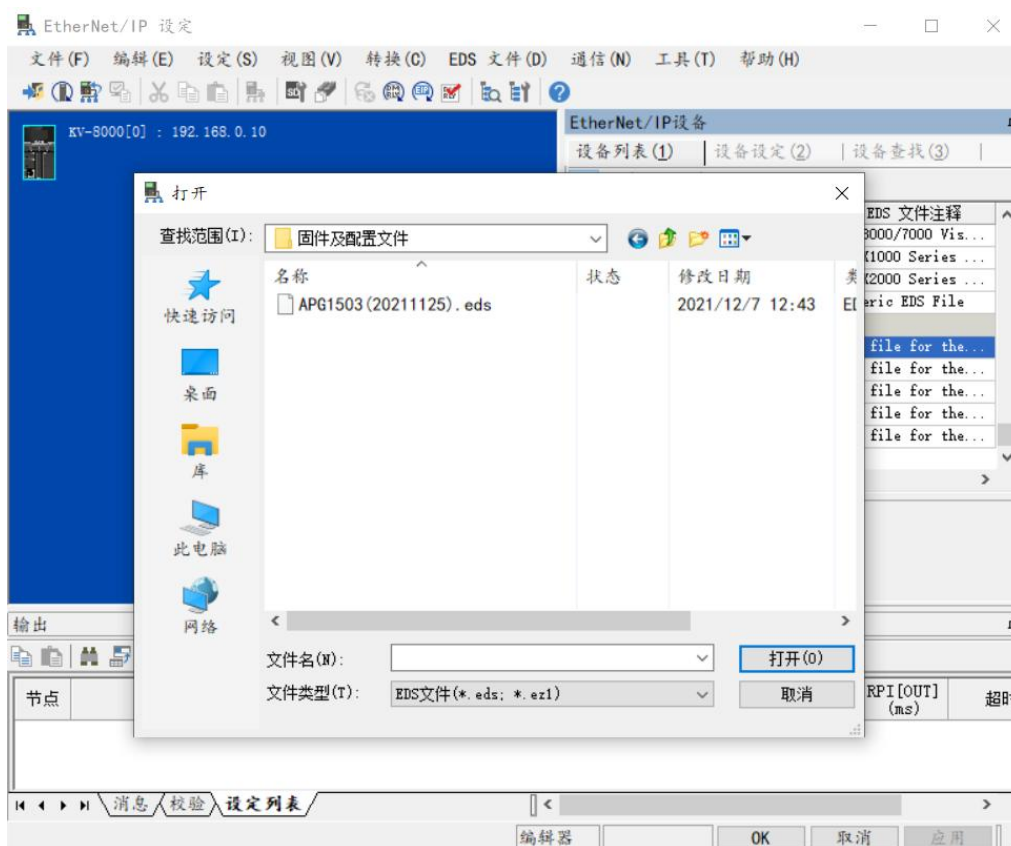 EtherNet/IP 设定
文件(F) 编辑(E) 设定(S) 视图(V) 转换(C) EDS 文件(D) 通信(N) 工具(T) 帮助(H)
KV-8000[0] : 192.168.0.10
EtherNet/IP设备
设备列表(1) 设备设定(2) 设备查找(3)
EDS 文件注释
3000/7000 Vis...
X1000 Series ...
X2000 Series ...
eric EDS File
file for the...
file for the...
file for the...
file for the...
file for the...
打开
查找范围(I): 固件及配置文件
名称 状态 修改日期
APG1503(20211125).eds 2021/12/7 12:43
快速访问
桌面
库
此电脑
网络
文件名(N): 打开(O)
文件类型(T): EDS文件(*.eds; *.ez1) 取消
输出
节点 RPI[OUT] (ms) 超时
消息 校验 设定列表
编辑器 OK 取消 应用